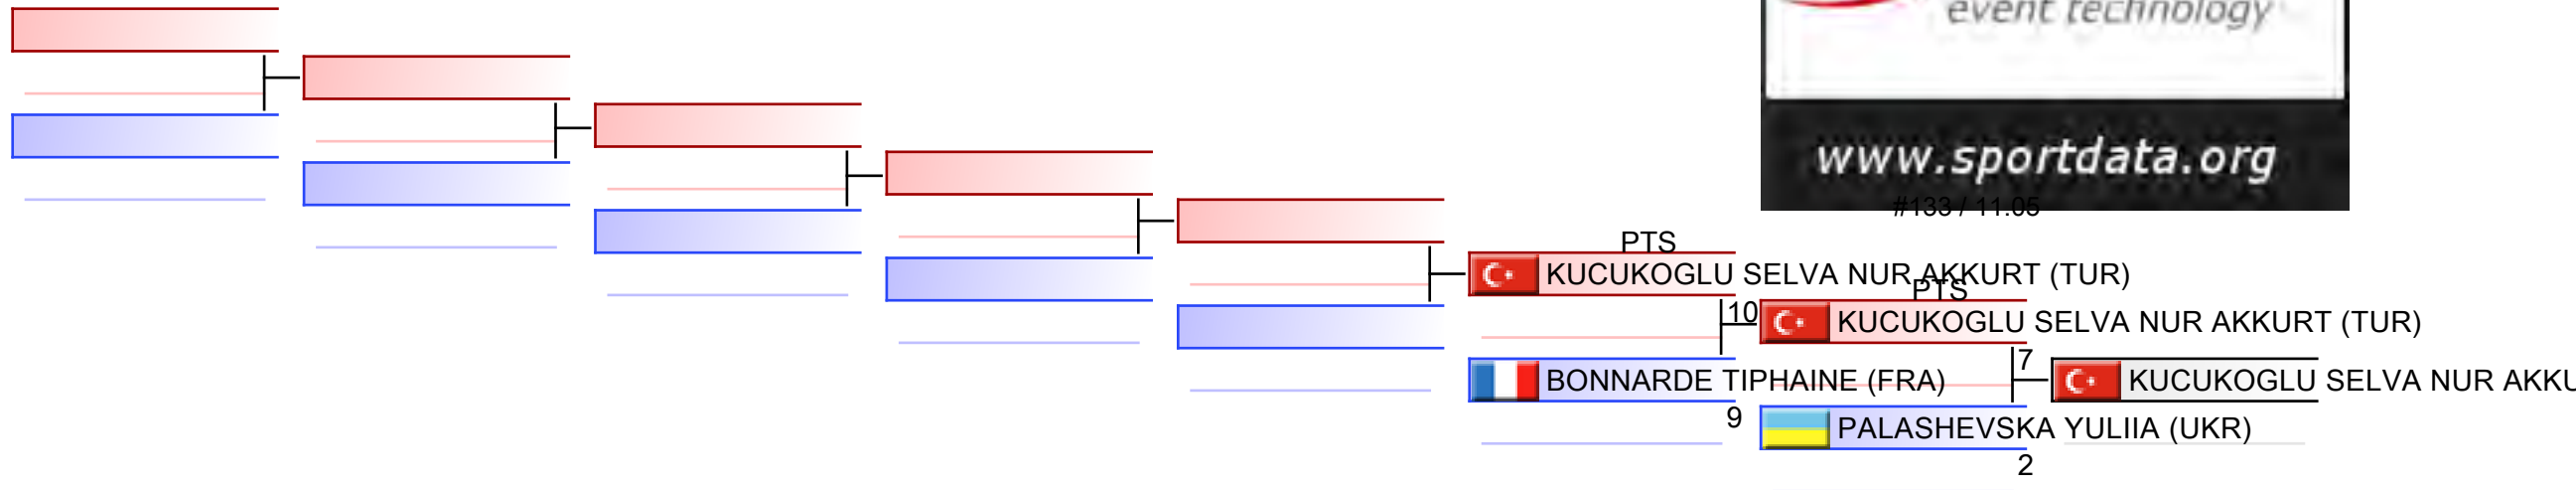 event technology
www.sportdata.org
#133 / 11.05
PTS
KUCUKOGLU SELVA NUR AKKURT (TUR)
PTS
10
KUCUKOGLU SELVA NUR AKKURT (TUR)
7
BONNARDE TIPHAINE (FRA)
KUCUKOGLU SELVA NUR AKKU
9
PALASHEVSKA YULIIA (UKR)
2